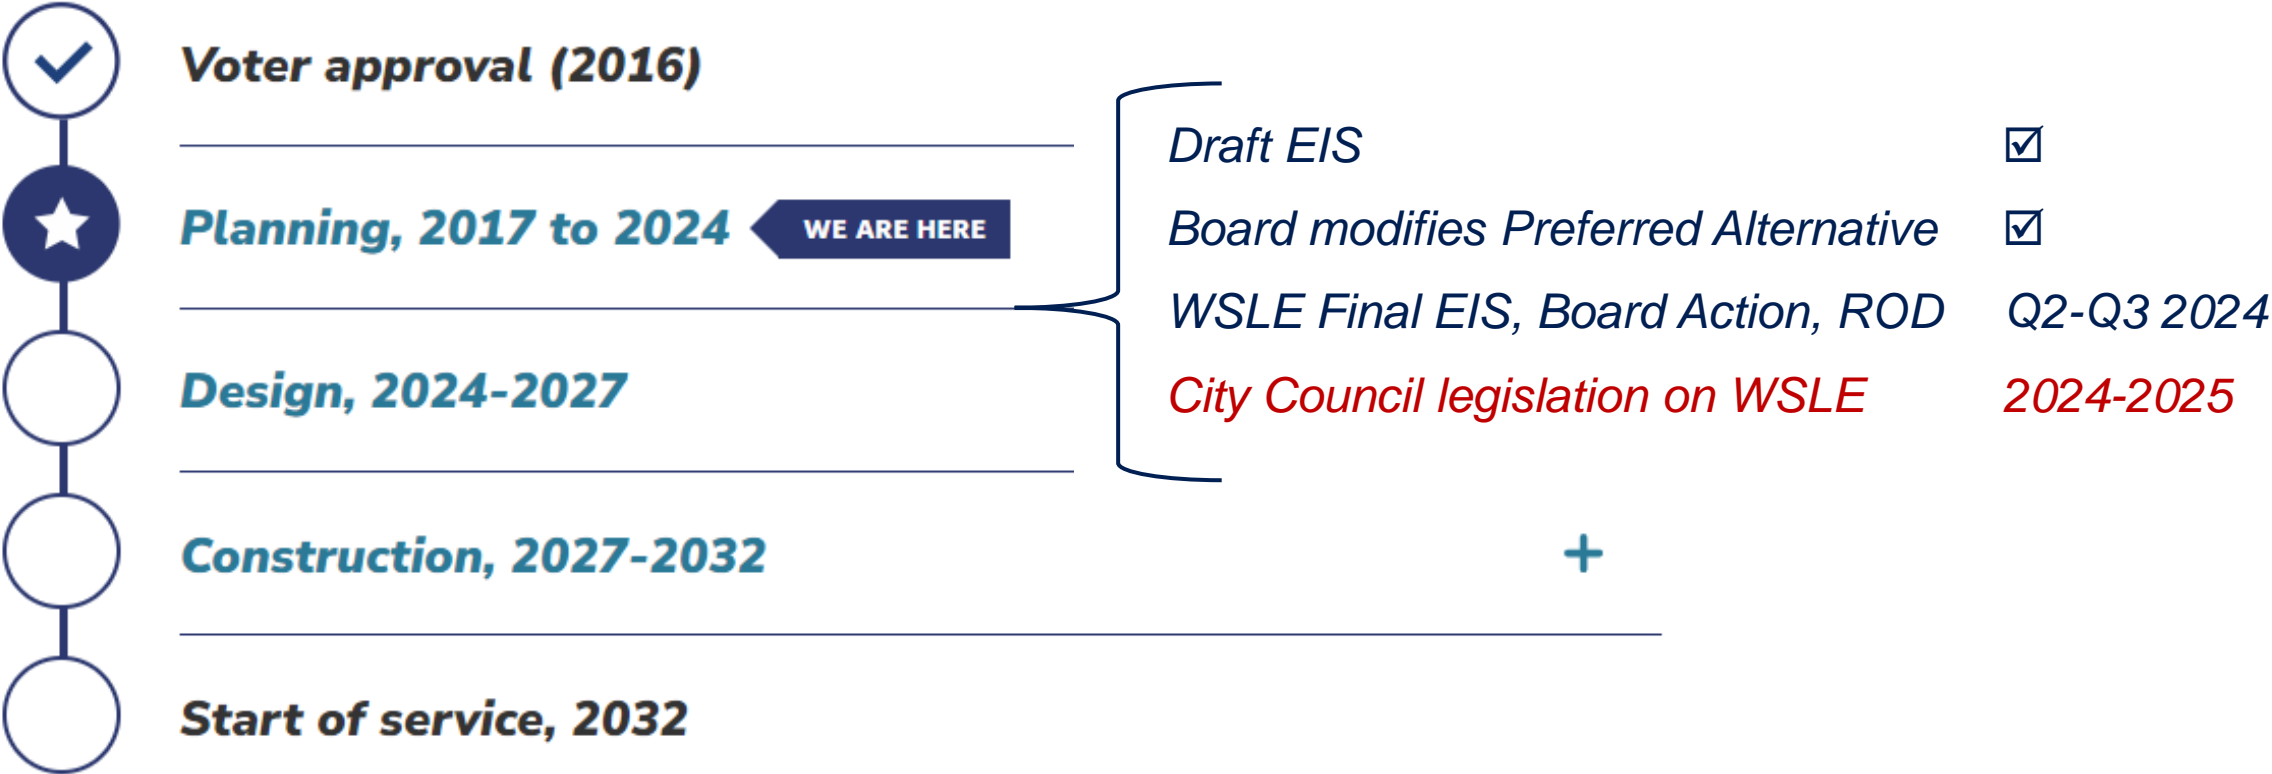 Voter approval (2016)
Planning, 2017 to 2024
WE ARE HERE
Design, 2024-2027
Construction, 2027-2032
+
Start of service, 2032
Draft EIS ☑
Board modifies Preferred Alternative ☑
WSLE Final EIS, Board Action, ROD Q2-Q3 2024
City Council legislation on WSLE 2024-2025